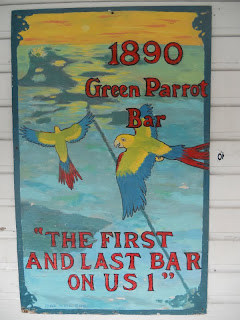 1890
Green Parrot
Bar
"THE FIRST
AND LAST BAR
ON US 1"